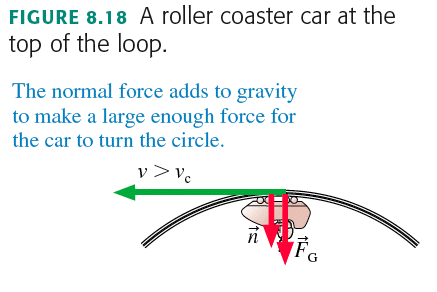 FIGURE 8.18 A roller coaster car at the
top of the loop.
The normal force adds to gravity
to make a large enough force for
the car to turn the circle.
v > vc
n⃗
F⃗G